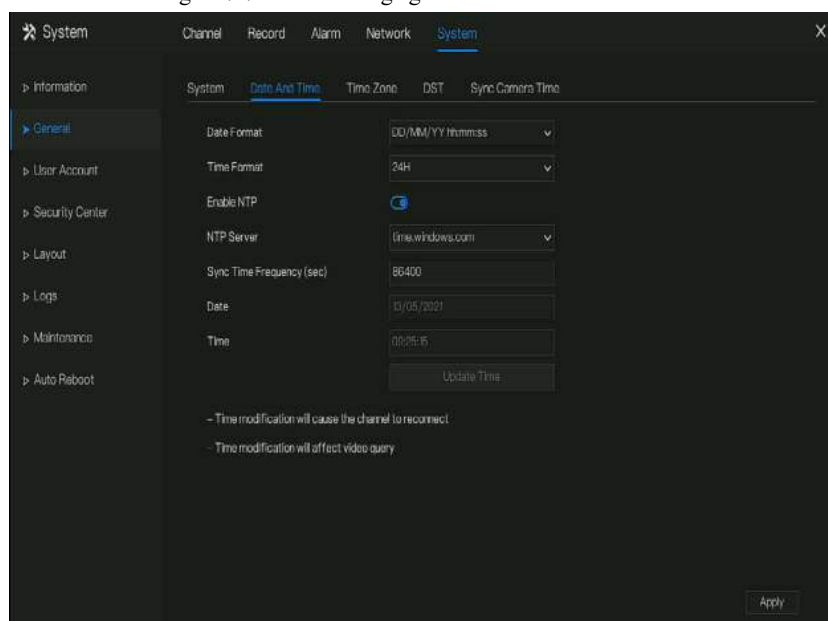 System
Channel Record Alarm Network System X
Information
General
User Account
Security Center
Layout
Logs
Maintenance
Auto Reboot
System Date And Time Time Zone DST Sync Camera Time
Date Format DD/MM/YY hh:mm:ss
Time Format 24H
Enable NTP
NTP Server time.windows.com
Sync Time Frequency (sec) 86400
Date 13/05/2021
Time
Update Time
– Time modification will cause the channel to reconnect
– Time modification will affect video query
Apply